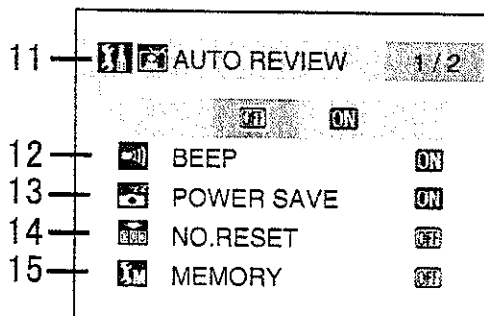 11 AUTO REVIEW 1/2
OFF ON
12 BEEP ON
13 POWER SAVE ON
14 NO.RESET OFF
15 MEMORY OFF